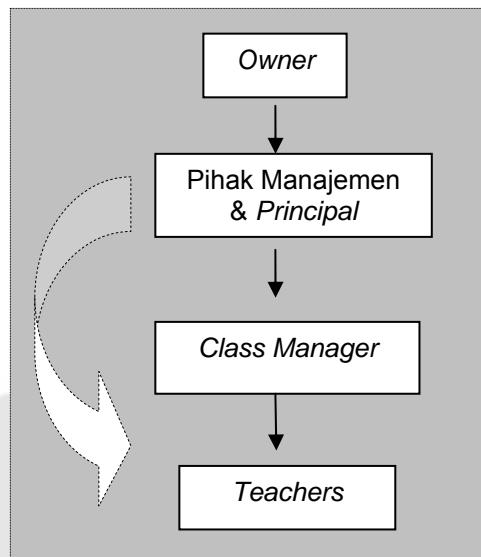 Owner
Pihak Manajemen
& Principal
Class Manager
Teachers